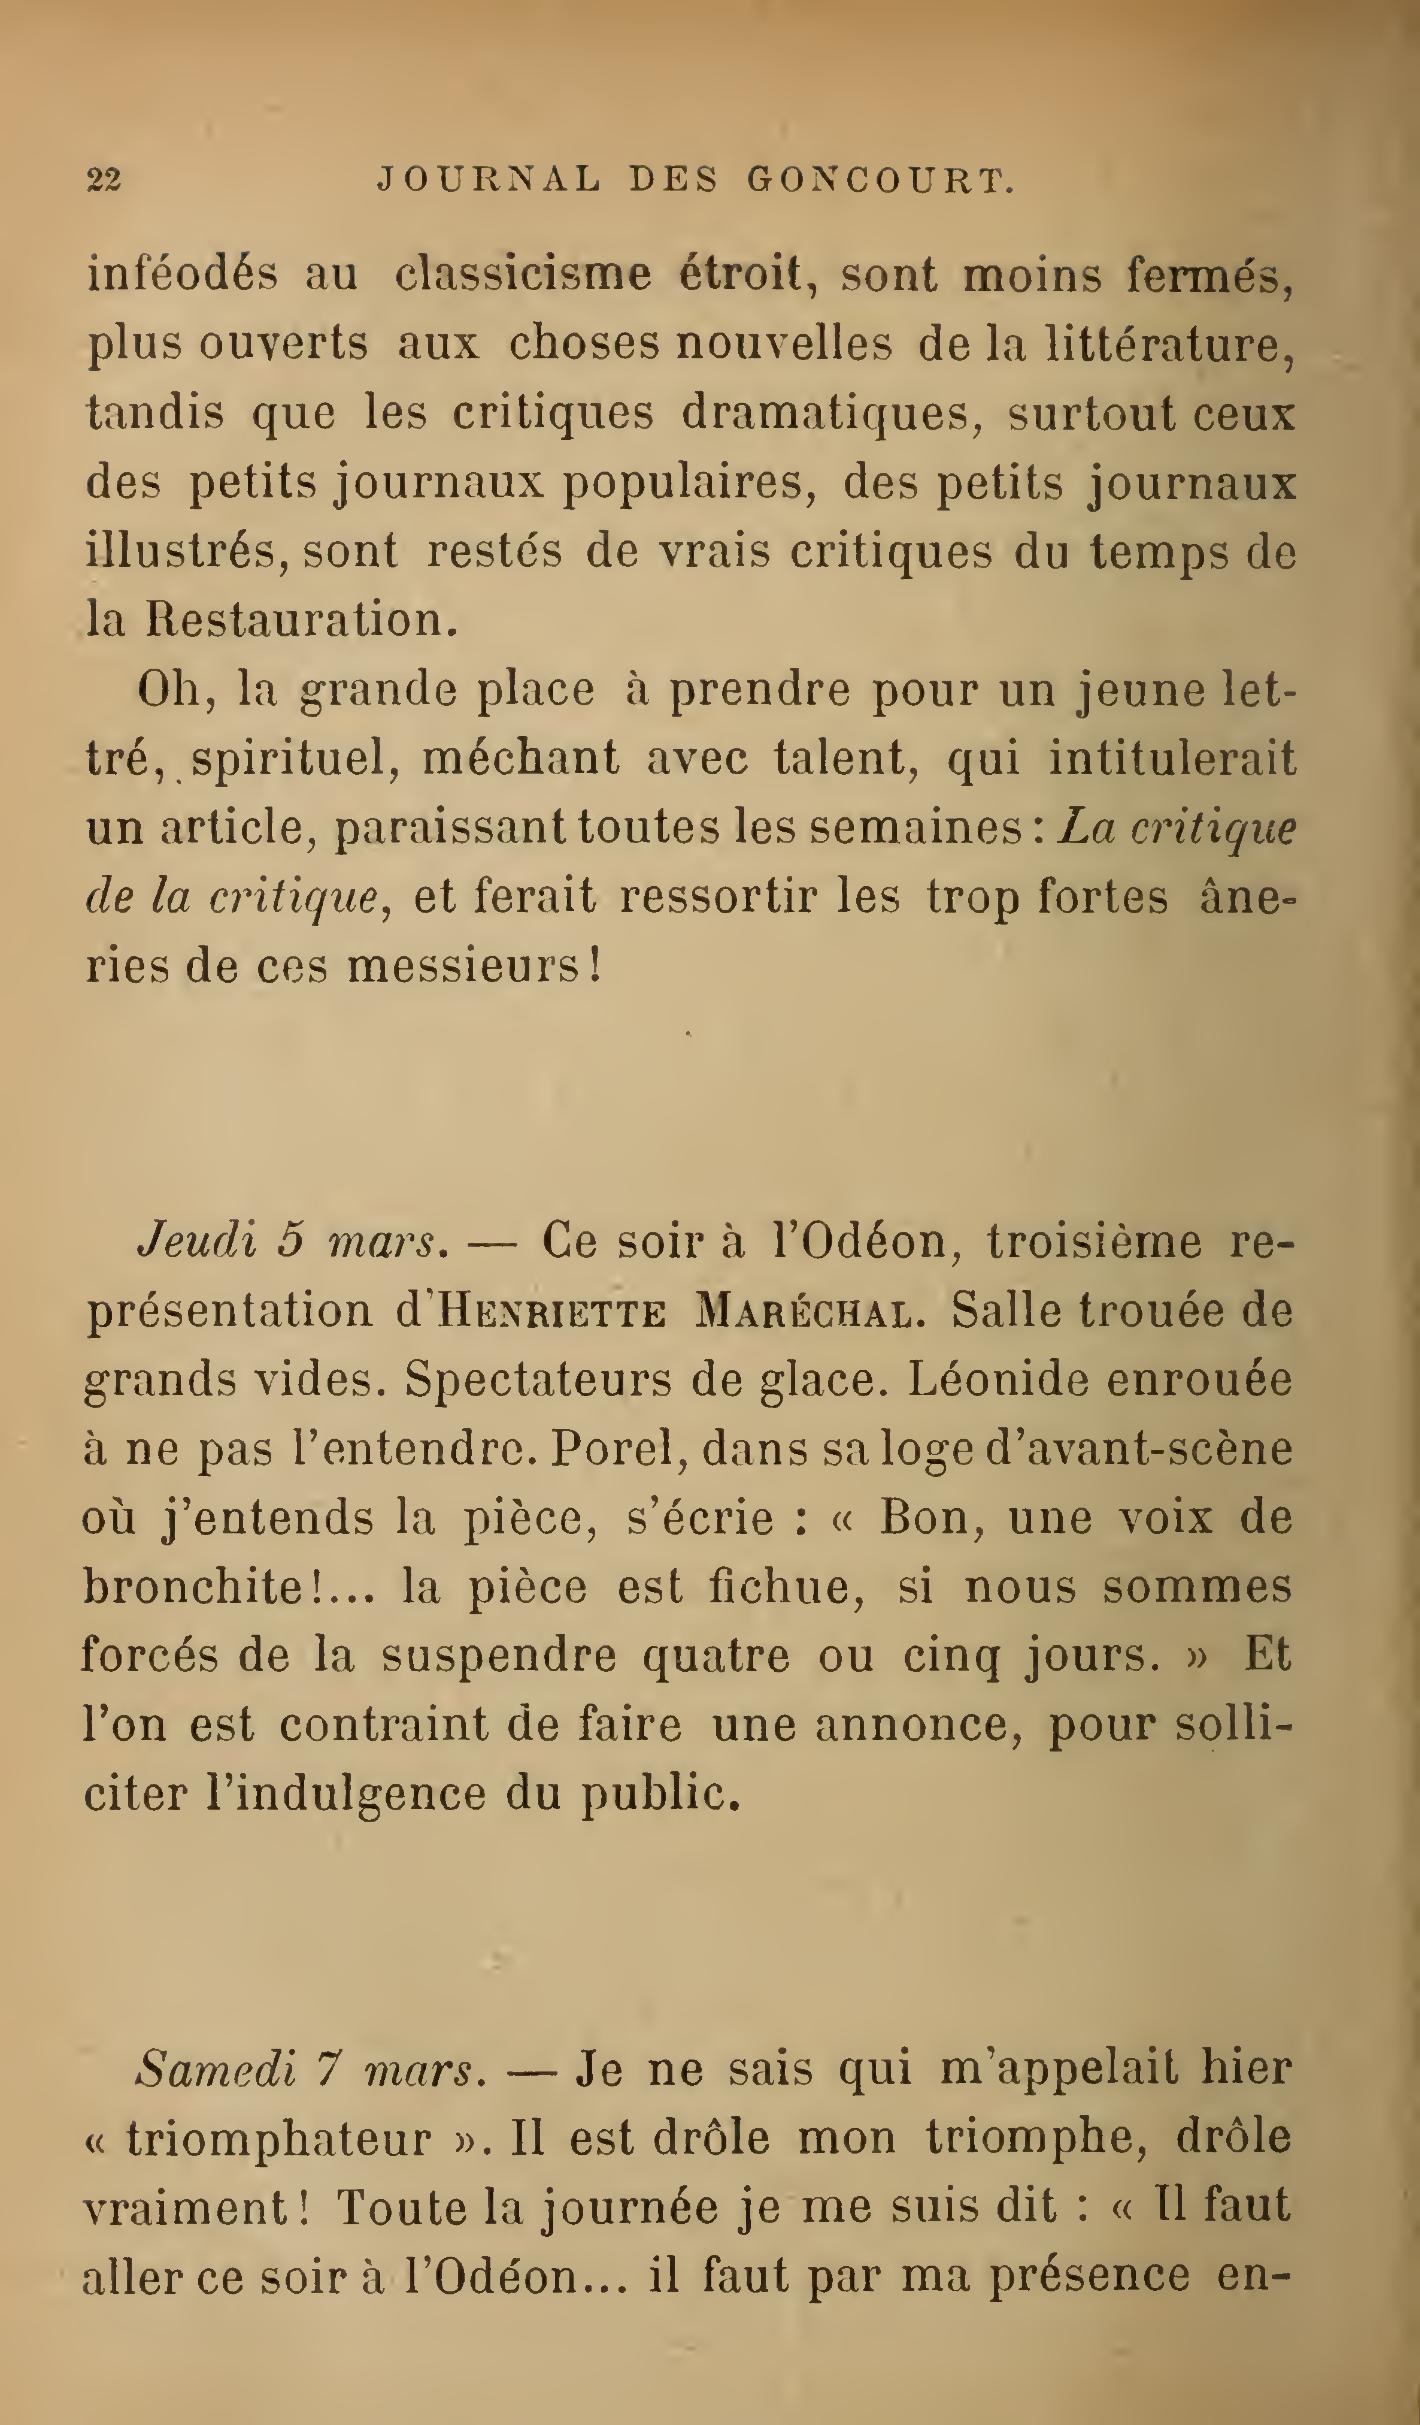 22 JOURNAL DES GONCOURT.
inféodés au classicisme étroit, sont moins fermés,
plus ouverts aux choses nouvelles de la littérature,
tandis que les critiques dramatiques, surtout ceux
des petits journaux populaires, des petits journaux
illustrés, sont restés de vrais critiques du temps de
la Restauration.
Oh, la grande place à prendre pour un jeune let-
tré, spirituel, méchant avec talent, qui intitulerait
un article, paraissant toutes les semaines : La critique
de la critique, et ferait ressortir les trop fortes âne-
ries de ces messieurs !
Jeudi 5 mars. — Ce soir à l'Odéon, troisième re-
présentation d'HENRIETTE MARÉCHAL. Salle trouée de
grands vides. Spectateurs de glace. Léonide enrouée
à ne pas l'entendre. Porel, dans sa loge d'avant-scène
où j'entends la pièce, s'écrie : « Bon, une voix de
bronchite !... la pièce est fichue, si nous sommes
forcés de la suspendre quatre ou cinq jours. » Et
l'on est contraint de faire une annonce, pour solli-
citer l'indulgence du public.
Samedi 7 mars. — Je ne sais qui m'appelait hier
« triomphateur ». Il est drôle mon triomphe, drôle
vraiment ! Toute la journée je me suis dit : « Il faut
aller ce soir à l'Odéon... il faut par ma présence en-